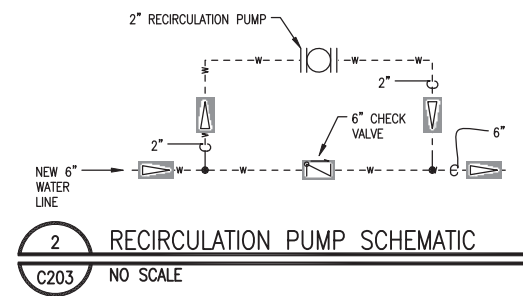 2” RECIRCULATION PUMP
W
W
W
W
2”
2”
6” CHECK
VALVE
6”
NEW 6”
WATER
LINE
W
W
W
W
2
RECIRCULATION PUMP SCHEMATIC
C203
NO SCALE